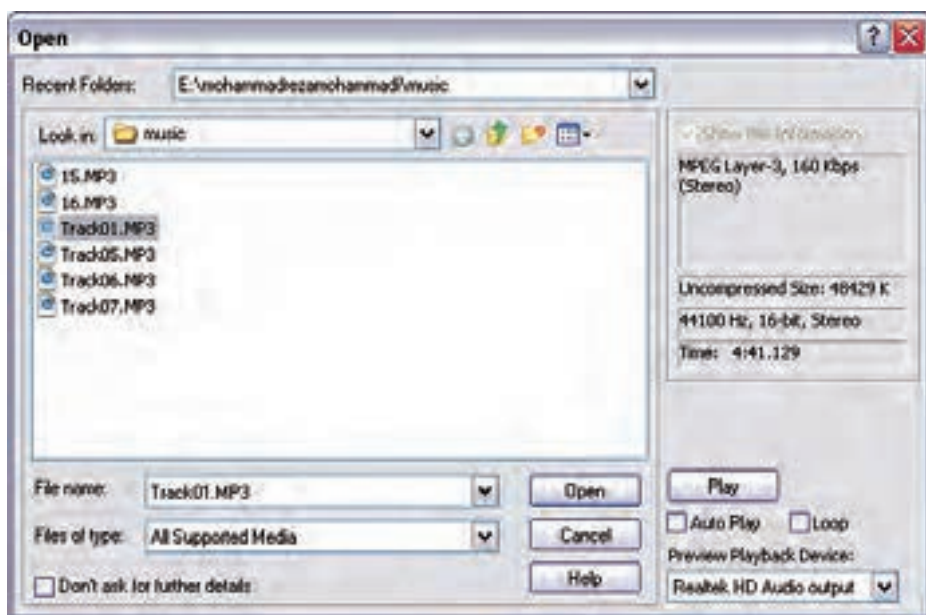 Open
Recent Folders: E:\mohammadrezamohammadi\music
Look in: music
15.MP3
16.MP3
Track01.MP3
Track05.MP3
Track06.MP3
Track07.MP3
File name: Track01.MP3
Open
Files of type: All Supported Media
Cancel
Don't ask for further details
Help
Show File Information
MPEG Layer-3, 160 Kbps
(Stereo)
Uncompressed Size: 48429 K
44100 Hz, 16-bit, Stereo
Time: 4:41.129
Play
Auto Play Loop
Preview Playback Device:
Realtek HD Audio output